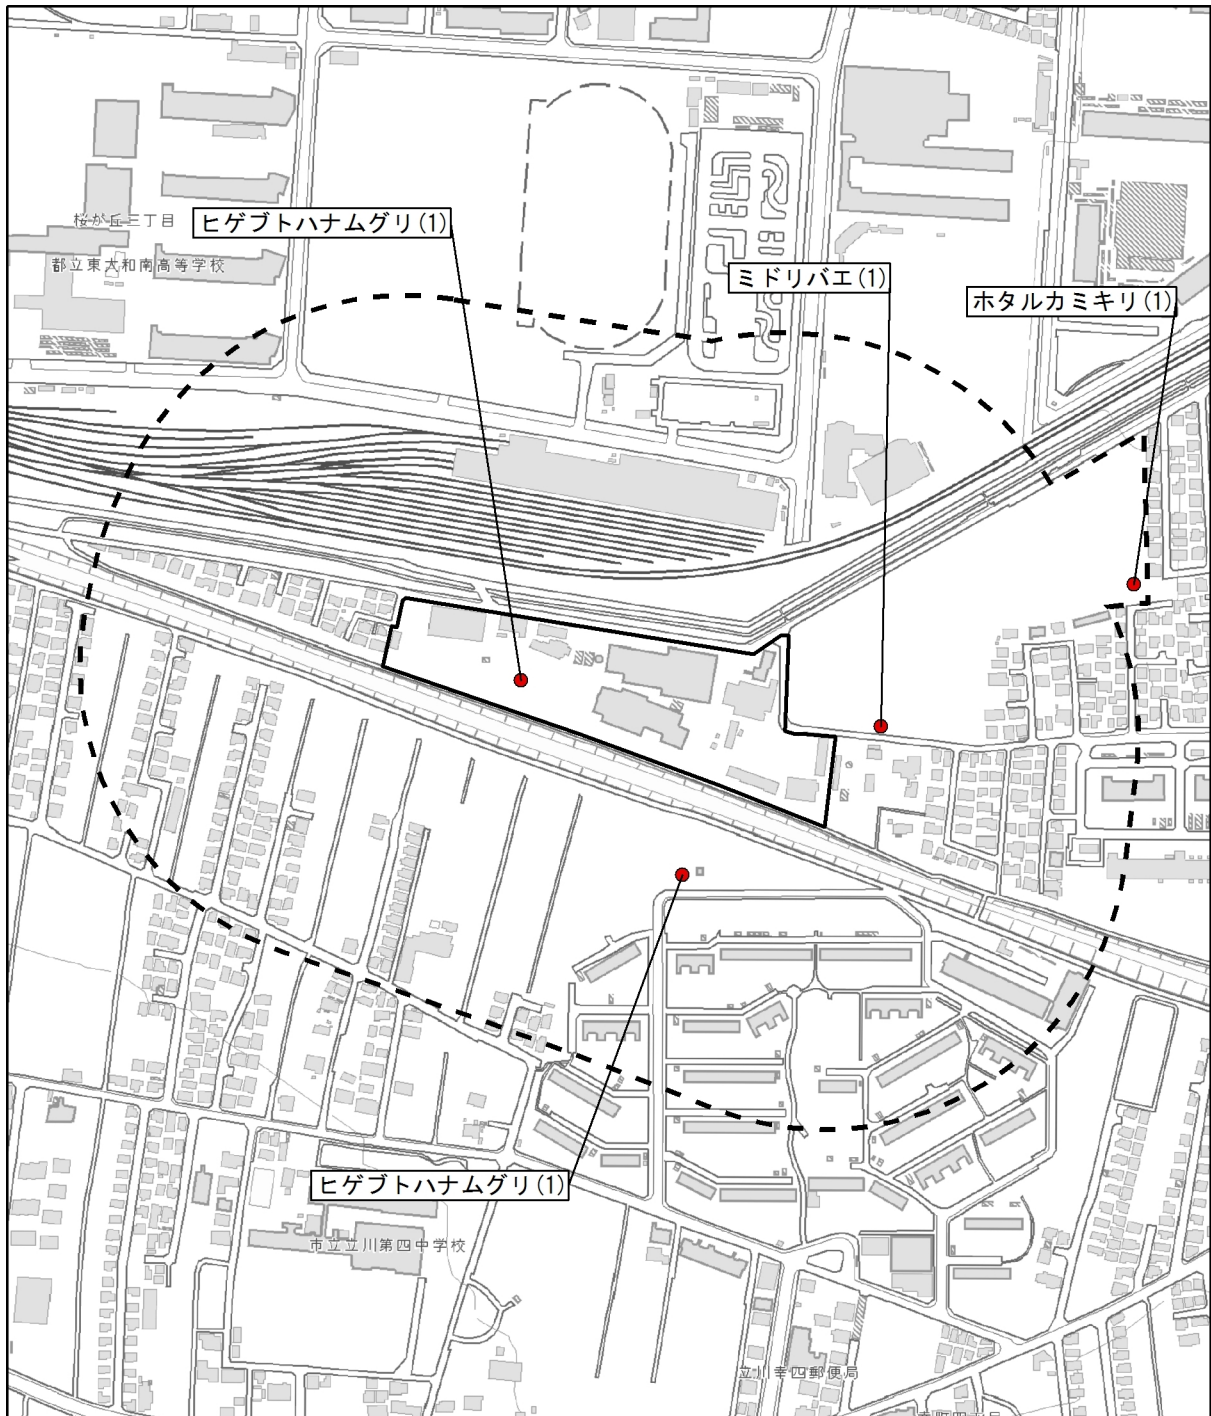 桜が丘三丁目
ヒゲブトハナムグリ(1)
都立東大和南高等学校
ミドリバエ(1)
ホタルカミキリ(1)
ヒゲブトハナムグリ(1)
市立立川第四中学校
立川幸四郵便局